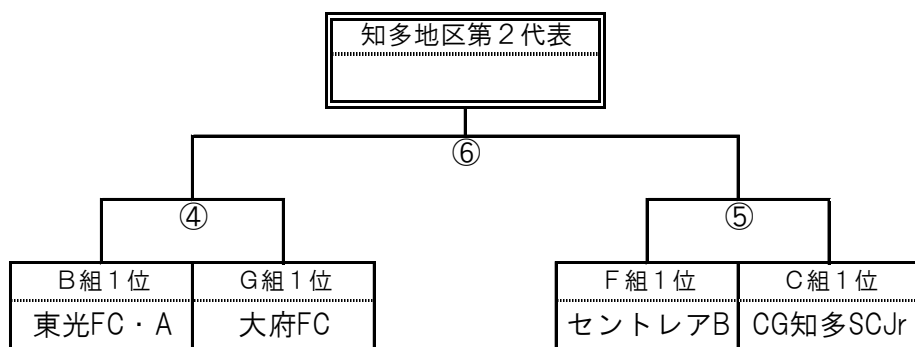 知多地区第２代表
⑥
④
⑤
Ｂ組１位
Ｇ組１位
Ｆ組１位
Ｃ組１位
東光FC・A
大府FC
セントレアB
CG知多SCJr